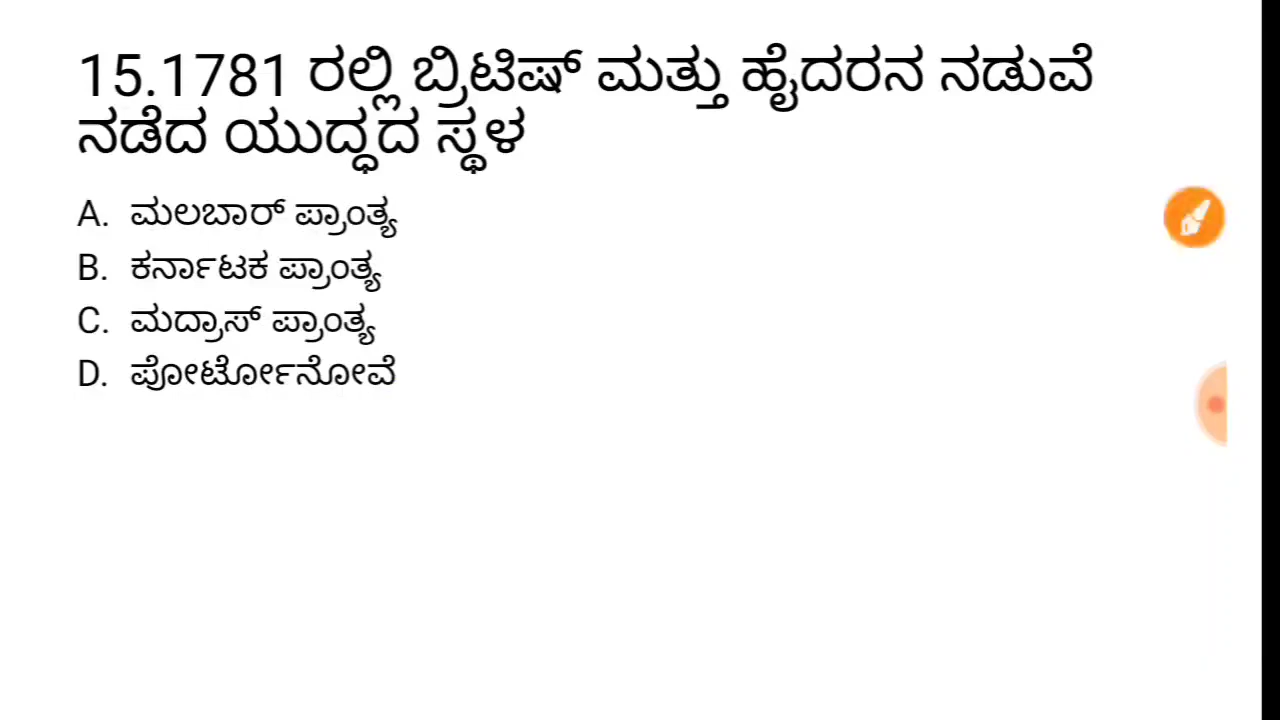 15.1781 ರಲ್ಲಿ ಬ್ರಿಟಿಷ್ ಮತ್ತು ಹೈದರನ ನಡುವೆ
ನಡೆದ ಯುದ್ಧದ ಸ್ಥಳ
A. ಮಲಬಾರ್ ಪ್ರಾಂತ್ಯ
B. ಕರ್ನಾಟಕ ಪ್ರಾಂತ್ಯ
C. ಮದ್ರಾಸ್ ಪ್ರಾಂತ್ಯ
D. ಪೋರ್ಟೋನೋವೆ